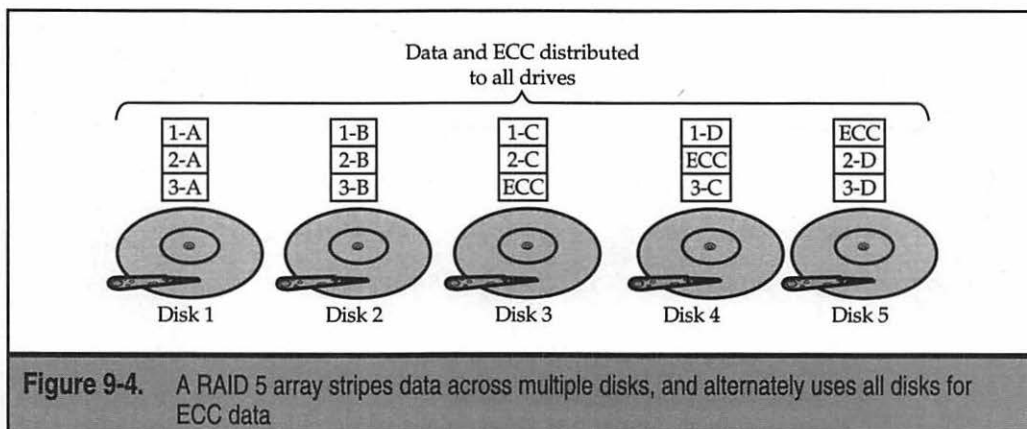 Data and ECC distributed
to all drives
1-A 1-B 1-C 1-D ECC
2-A 2-B 2-C ECC 2-D
3-A 3-B ECC 3-C 3-D
Disk 1 Disk 2 Disk 3 Disk 4 Disk 5
Figure 9-4. A RAID 5 array stripes data across multiple disks, and alternately uses all disks for
ECC data